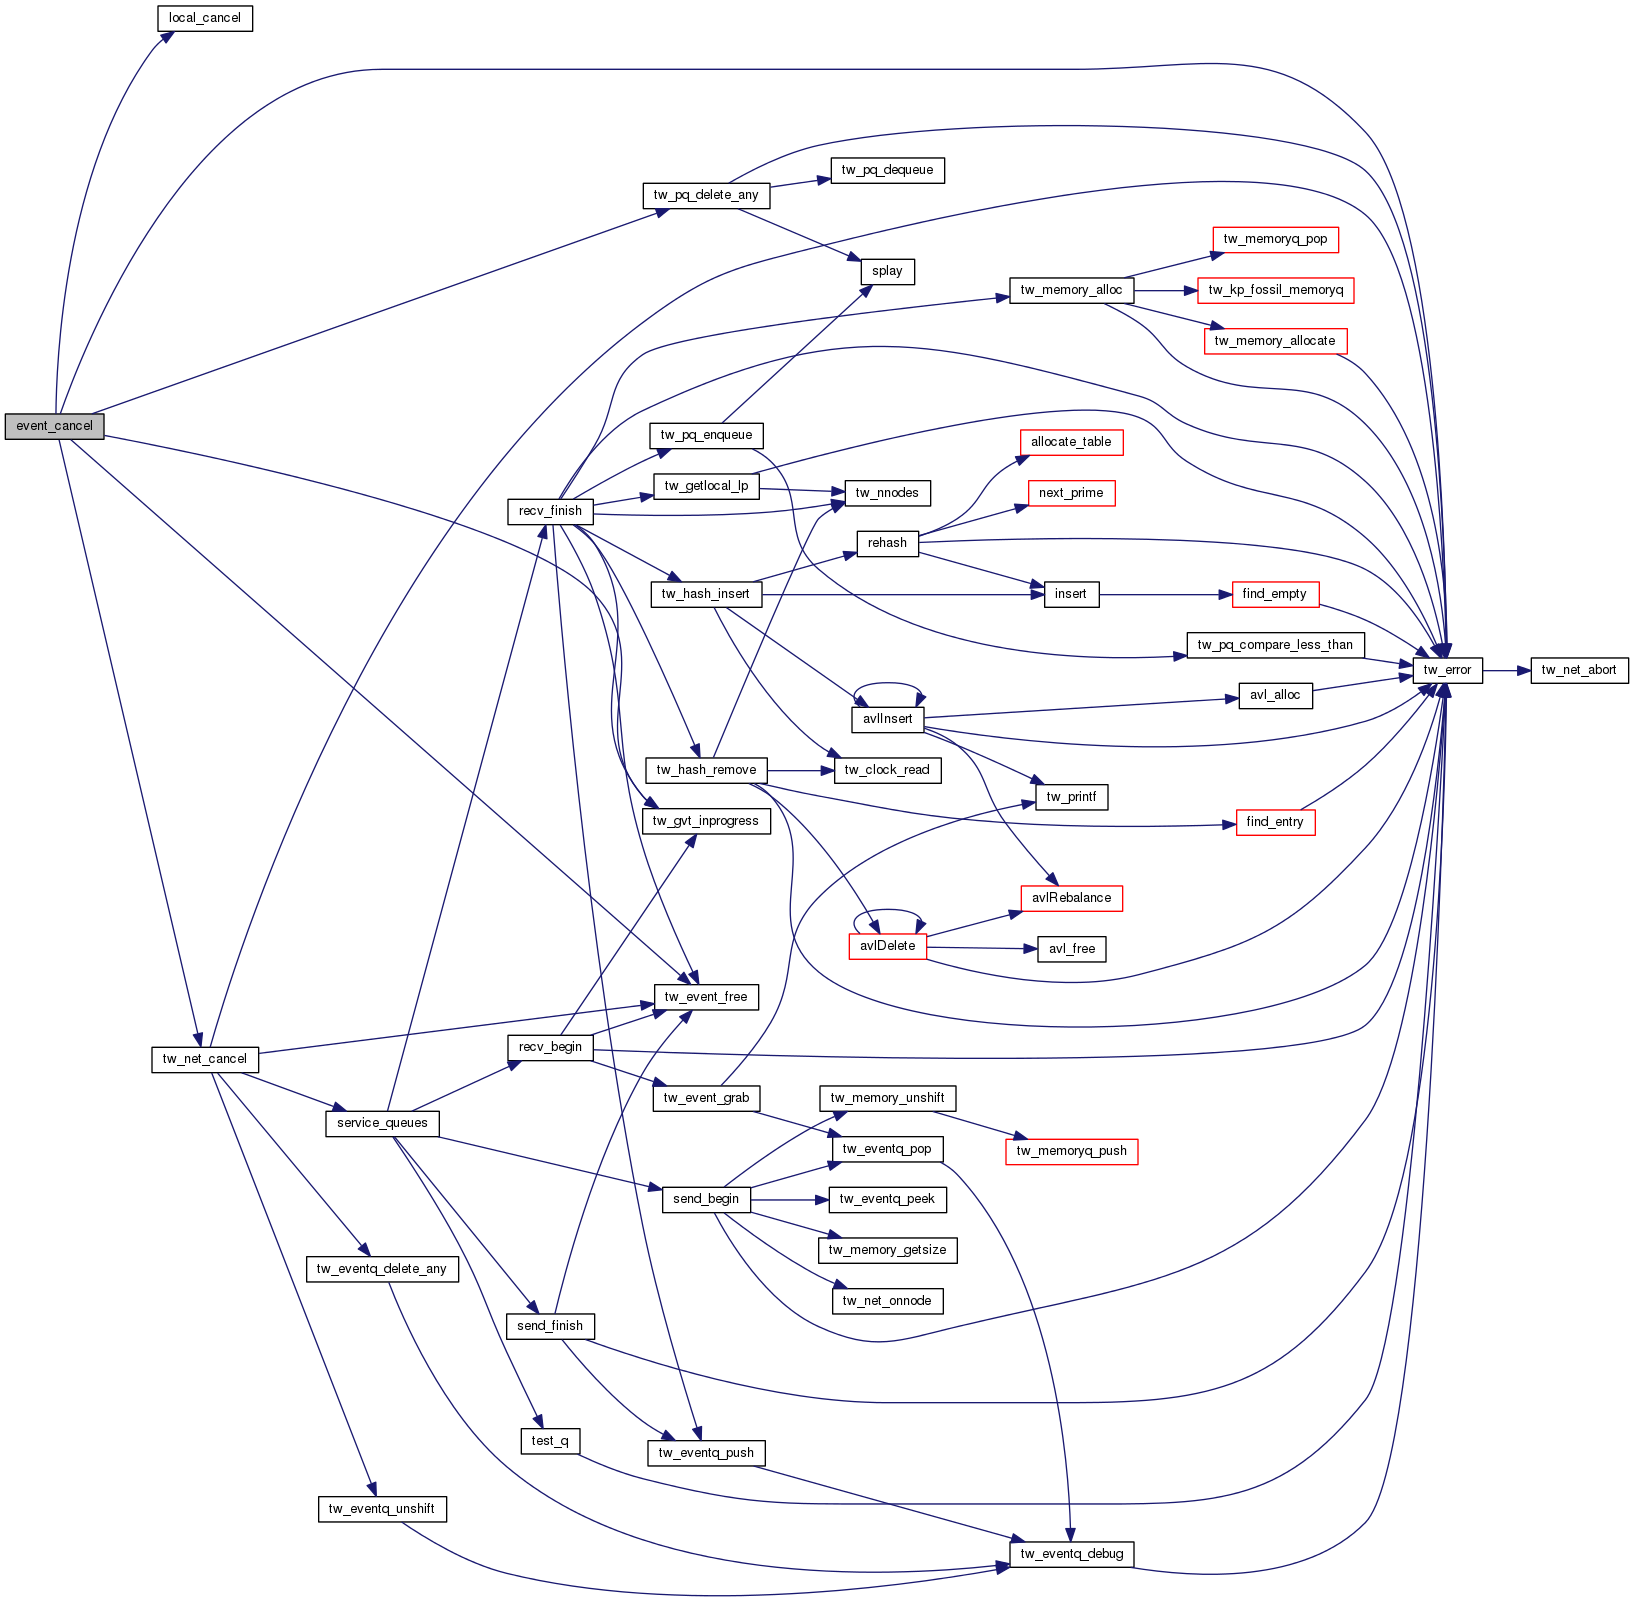 local_cancel
tw_pq_dequeue
tw_pq_delete_any
tw_memoryq_pop
splay
tw_memory_alloc
tw_kp_fossil_memoryq
tw_memory_allocate
event_cancel
tw_pq_enqueue
allocate_table
tw_getlocal_lp
tw_nnodes
next_prime
recv_finish
rehash
tw_hash_insert
insert
find_empty
tw_pq_compare_less_than
tw_error
tw_net_abort
avl_alloc
avlInsert
tw_hash_remove
tw_clock_read
tw_printf
tw_gvt_inprogress
find_entry
avlRebalance
avlDelete
avl_free
tw_event_free
recv_begin
tw_net_cancel
tw_event_grab
tw_memory_unshift
service_queues
tw_eventq_pop
tw_memoryq_push
send_begin
tw_eventq_peek
tw_memory_getsize
tw_eventq_delete_any
tw_net_onnode
send_finish
test_q
tw_eventq_push
tw_eventq_unshift
tw_eventq_debug